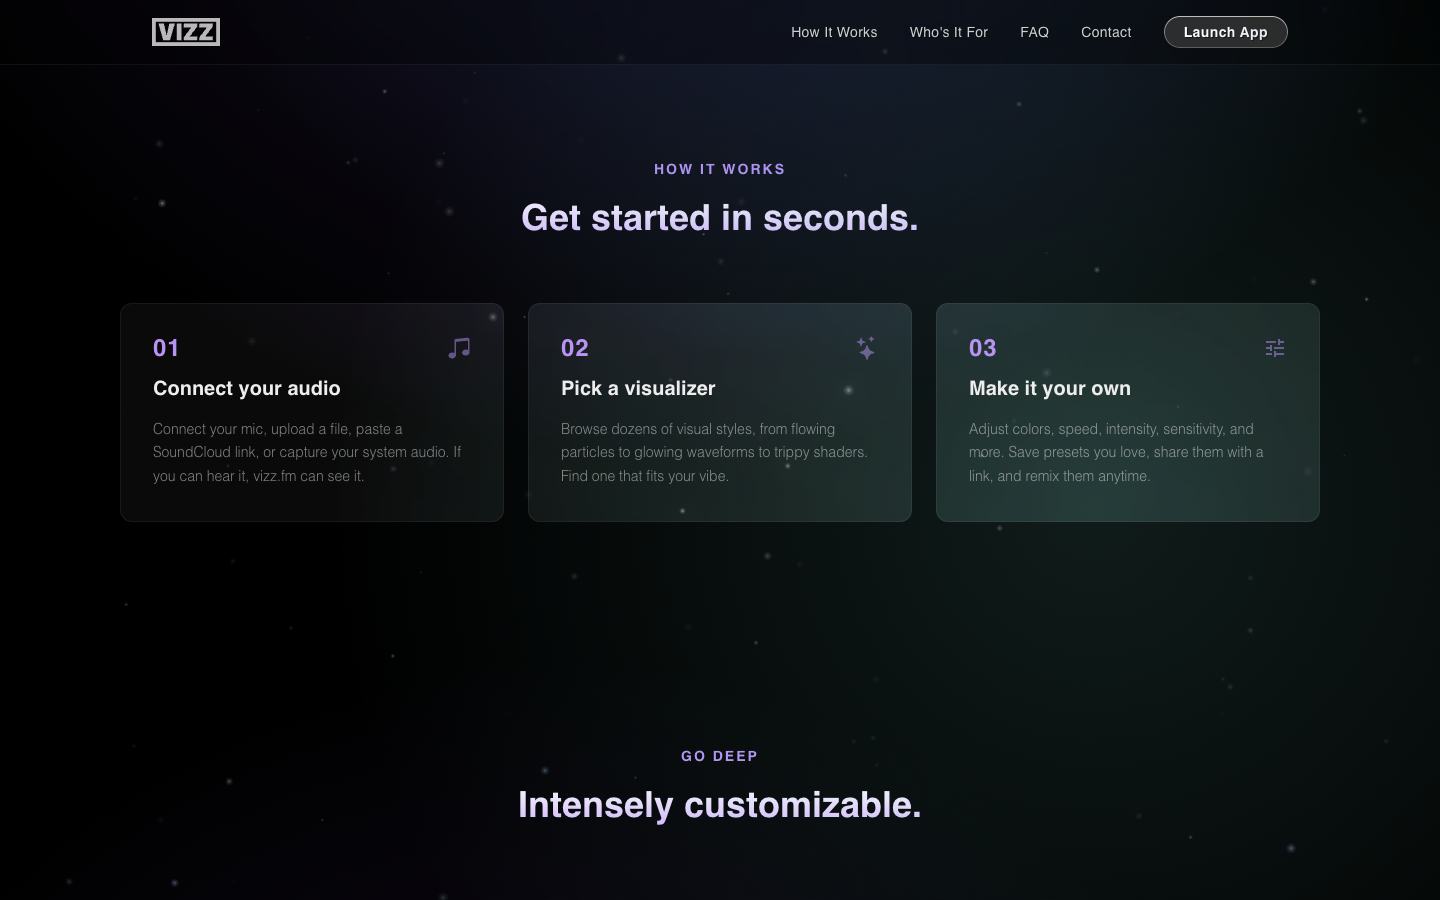 VIZZ
How It Works
Who's It For
FAQ
Contact
Launch App
HOW IT WORKS
Get started in seconds.
01
Connect your audio
Connect your mic, upload a file, paste a
SoundCloud link, or capture your system audio. If
you can hear it, vizz.fm can see it.
02
Pick a visualizer
Browse dozens of visual styles, from flowing
particles to glowing waveforms to trippy shaders.
Find one that fits your vibe.
03
Make it your own
Adjust colors, speed, intensity, sensitivity, and
more. Save presets you love, share them with a
link, and remix them anytime.
GO DEEP
Intensely customizable.